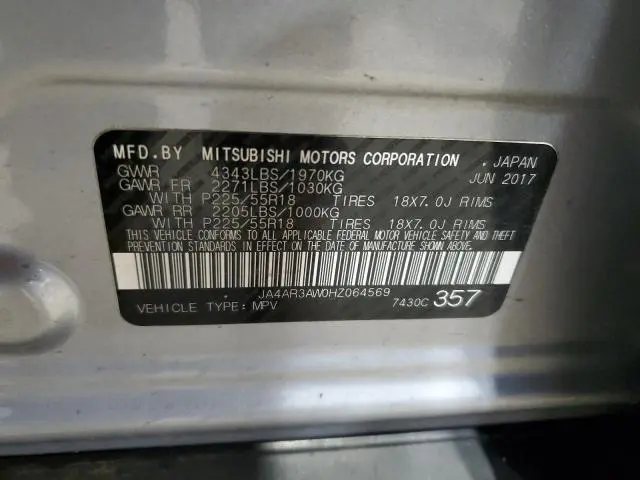 MFD.BY MITSUBISHI MOTORS CORPORATION . JAPAN
GVWR 4343LBS/1970KG JUN 2017
GAWR FR 2271LBS/1030KG
WITH P225/55R18 TIRES 18X7.0J RIMS
GAWR RR 2205LBS/1000KG
WITH P225/55R18 TIRES 18X7.0J RIMS
THIS VEHICLE CONFORMS TO ALL APPLICABLE FEDERAL MOTOR VEHICLE SAFETY AND THEFT
PREVENTION STANDARDS IN EFFECT ON THE DATE OF MANUFACTURE SHOWN ABOVE.
JA4AR3AW0HZ064569
VEHICLE TYPE: MPV 7430C 357